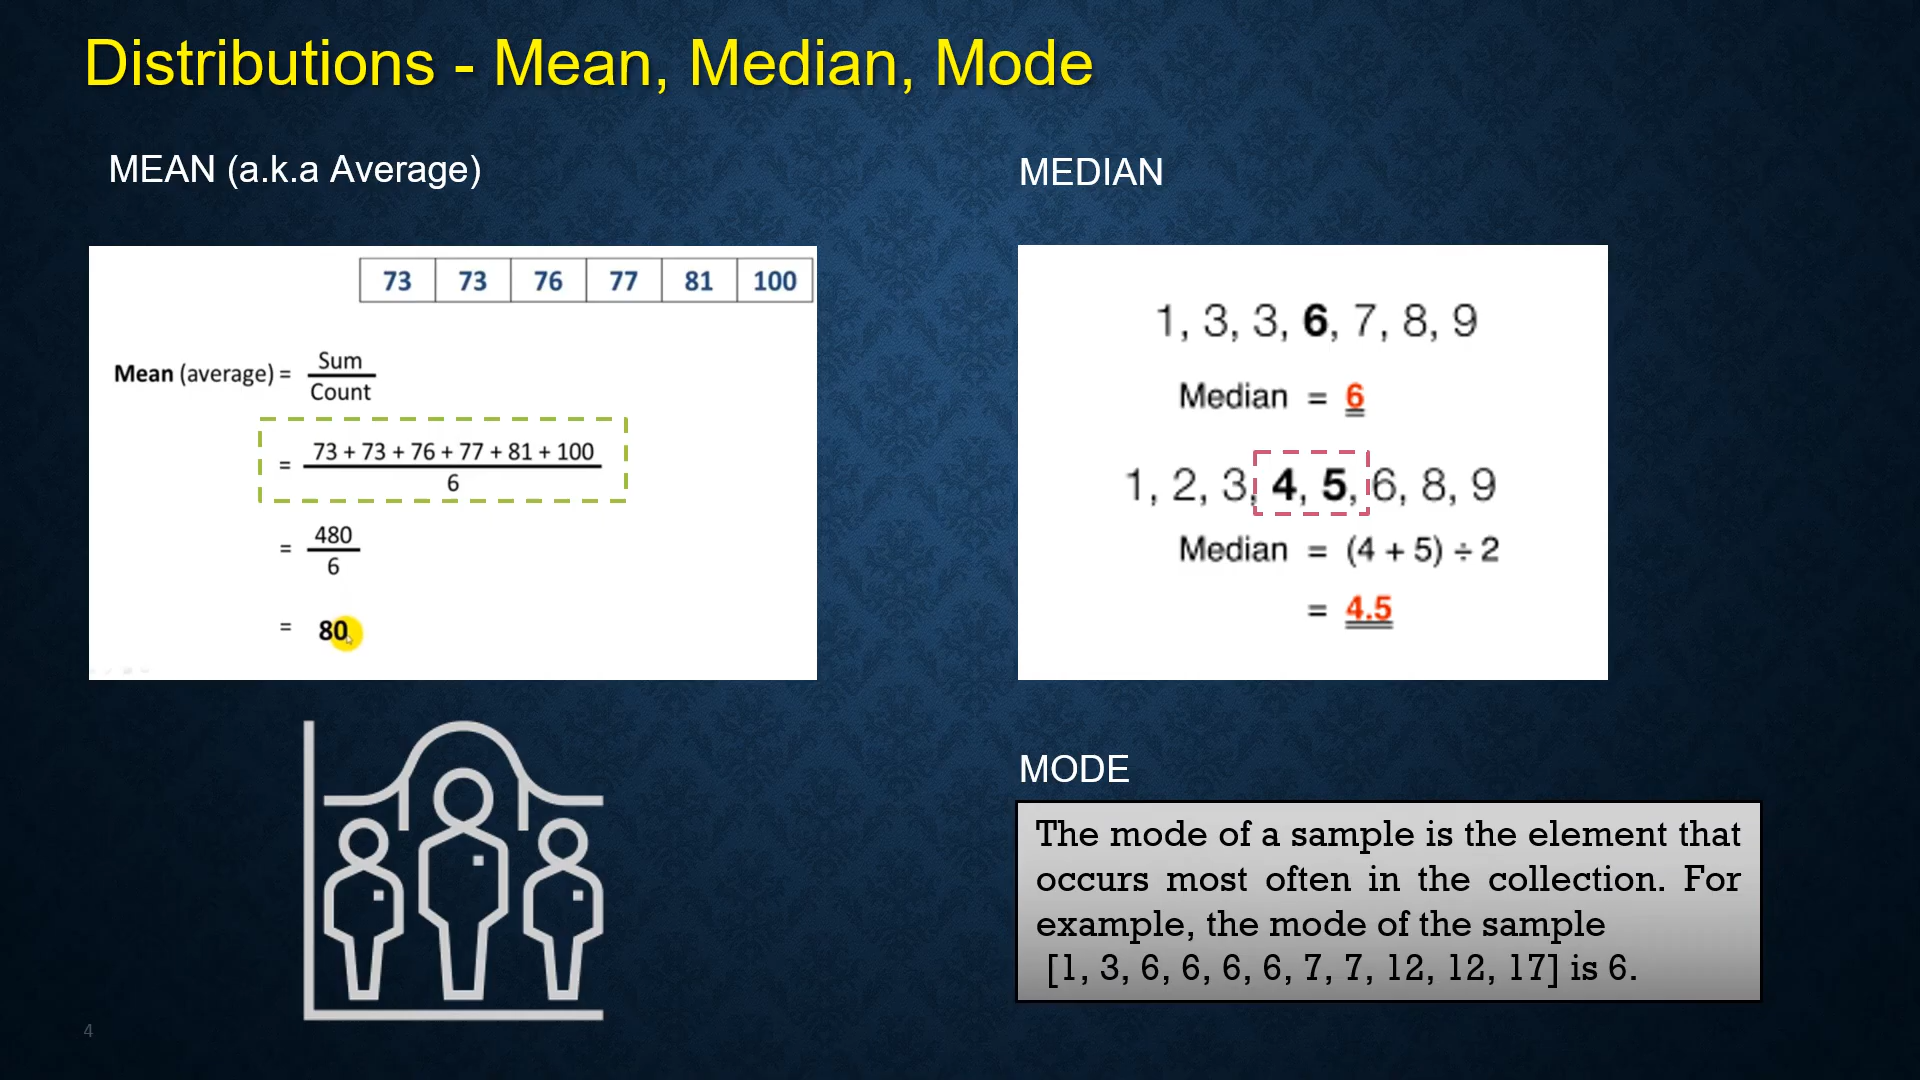 Distributions - Mean, Median, Mode
MEAN (a.k.a Average)
73 73 76 77 81 100
Mean (average) = Sum
Count
= 73 + 73 + 76 + 77 + 81 + 100
6
= 480
6
= 80
MEDIAN
1, 3, 3, 6, 7, 8, 9
Median = 6
1, 2, 3, 4, 5, 6, 8, 9
Median = (4 + 5) ÷ 2
= 4.5
MODE
The mode of a sample is the element that
occurs most often in the collection. For
example, the mode of the sample
[1, 3, 6, 6, 6, 6, 7, 7, 12, 12, 17] is 6.
4